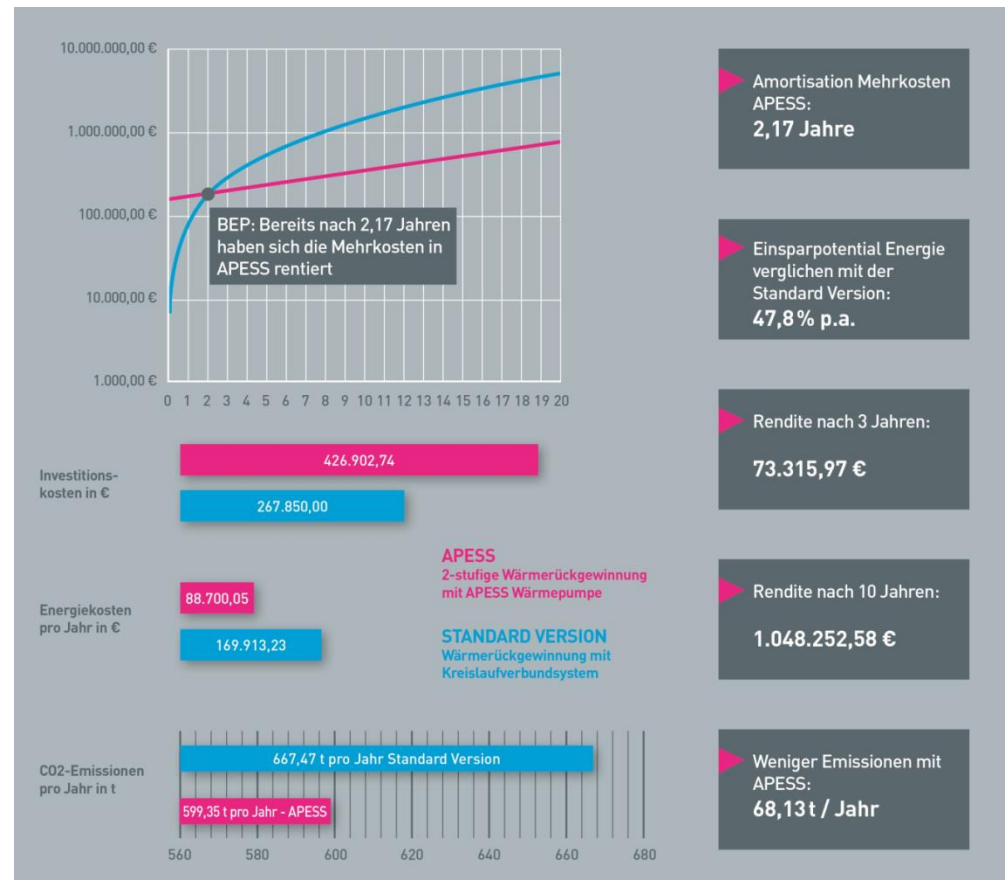 10.000.000,00 €
1.000.000,00 €
100.000,00 €
10.000,00 €
1.000,00 €
0 1 2 3 4 5 6 7 8 9 10 11 12 13 14 15 16 17 18 19 20
BEP: Bereits nach 2,17 Jahren
haben sich die Mehrkosten in
APESS rentiert
Investitions-
kosten in €
426.902,74
267.850,00
Energiekosten
pro Jahr in €
88.700,05
169.913,23
APESS
2-stufige Wärmerückgewinnung
mit APESS Wärmepumpe
STANDARD VERSION
Wärmerückgewinnung mit
Kreislaufverbundsystem
CO2-Emissionen
pro Jahr in t
667,47 t pro Jahr Standard Version
599,35 t pro Jahr - APESS
560 580 600 620 640 660 680
Amortisation Mehrkosten
APESS:
2,17 Jahre
Einsparpotential Energie
verglichen mit der
Standard Version:
47,8% p.a.
Rendite nach 3 Jahren:
73.315,97 €
Rendite nach 10 Jahren:
1.048.252,58 €
Weniger Emissionen mit
APESS:
68,13 t / Jahr